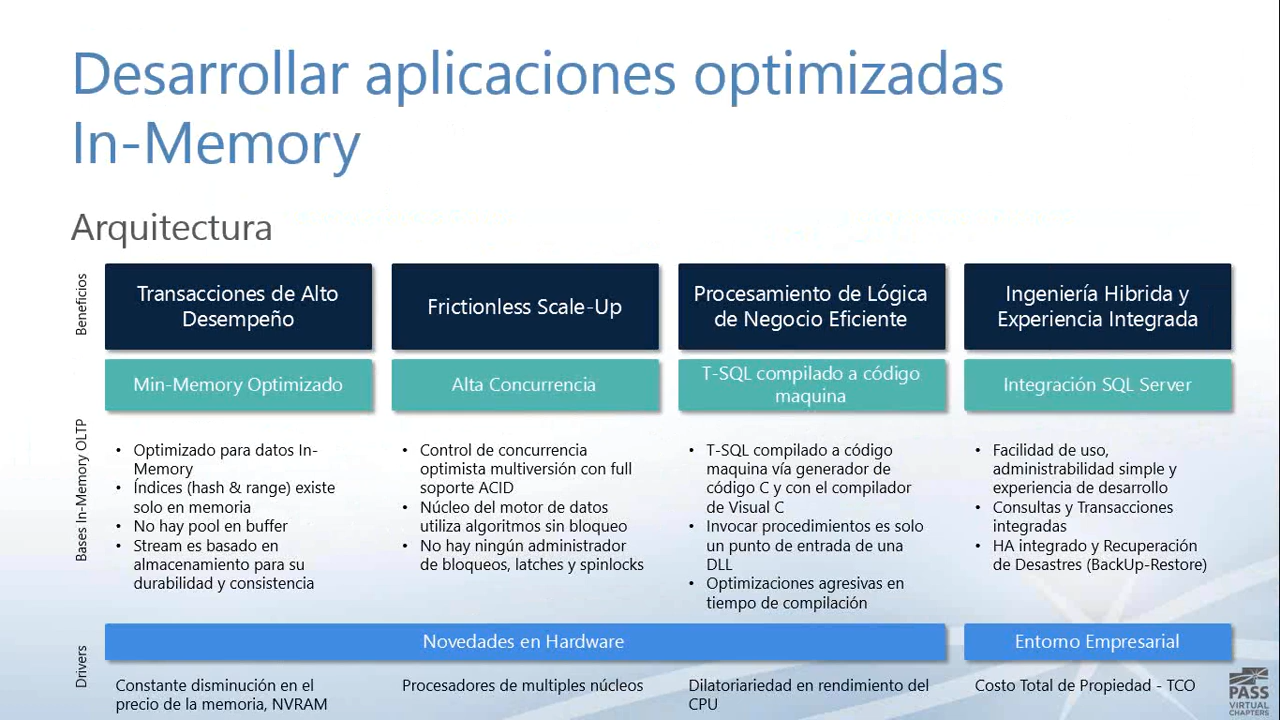 Desarrollar aplicaciones optimizadas
In-Memory
Arquitectura
Beneficios
Transacciones de Alto
Desempeño
Frictionless Scale-Up
Procesamiento de Lógica
de Negocio Eficiente
Ingeniería Hibrida y
Experiencia Integrada
Min-Memory Optimizado
Alta Concurrencia
T-SQL compilado a código
maquina
Integración SQL Server
Bases In-Memory OLTP
• Optimizado para datos In-
Memory
• Índices (hash & range) existe
solo en memoria
• No hay pool en buffer
• Stream es basado en
almacenamiento para su
durabilidad y consistencia
• Control de concurrencia
optimista multiversión con full
soporte ACID
• Núcleo del motor de datos
utiliza algoritmos sin bloqueo
• No hay ningún administrador
de bloqueos, latches y spinlocks
• T-SQL compilado a código
maquina vía generador de
código C y con el compilador
de Visual C
• Invocar procedimientos es solo
un punto de entrada de una
DLL
• Optimizaciones agresivas en
tiempo de compilación
• Facilidad de uso,
administrabilidad simple y
experiencia de desarrollo
• Consultas y Transacciones
integradas
• HA integrado y Recuperación
de Desastres (BackUp-Restore)
Drivers
Novedades en Hardware
Entorno Empresarial
Constante disminución en el
precio de la memoria, NVRAM
Procesadores de multiples núcleos
Dilatoriariedad en rendimiento del
CPU
Costo Total de Propiedad - TCO
PASS
VIRTUAL
CHAPTERS